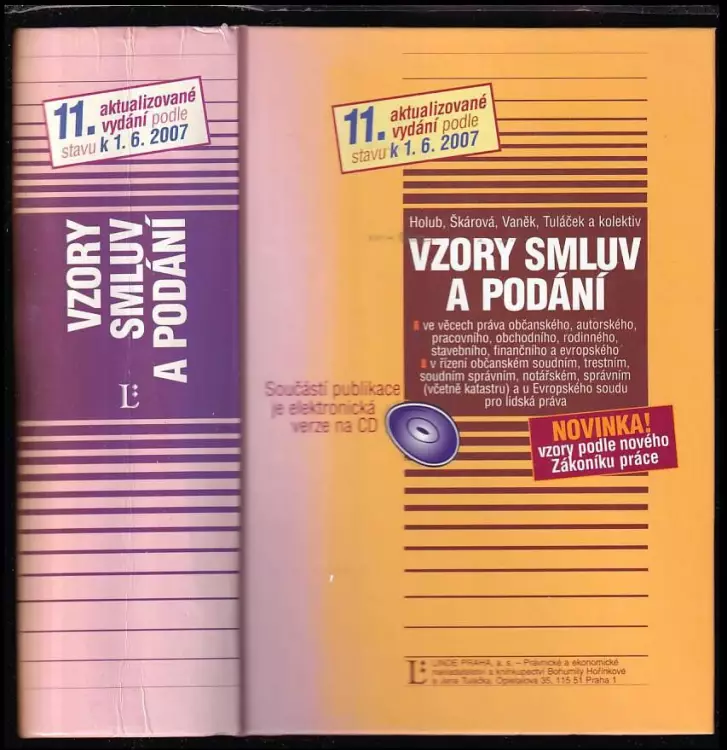 11. aktualizované
vydání podle
stavu k 1. 6. 2007
VZORY
SMLUV
A PODÁNÍ
L:
11. aktualizované
vydání podle
stavu k 1. 6. 2007
Holub, Škárová, Vaněk, Tuláček a kolektiv
VZORY SMLUV
A PODÁNÍ
ve věcech práva občanského, autorského,
pracovního, obchodního, rodinného,
stavebního, finančního a evropského
v řízení občanském soudním, trestním,
soudním správním, notářském, správním
(včetně katastru) a u Evropského soudu
pro lidská práva
Součástí publikace
je elektronická
verze na CD
NOVINKA!
vzory podle nového
Zákoníku práce
L:
LINDE PRAHA, a. s. – Právnické a ekonomické
nakladatelství a knihkupectví Bohumily Hořínkové
a Jana Tuláčka, Opletalova 35, 115 51 Praha 1